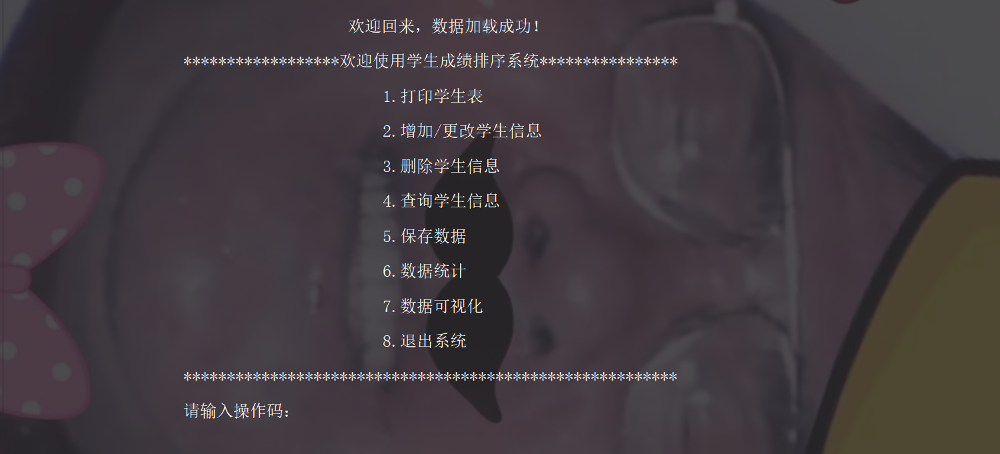 欢迎回来，数据加载成功！
******************欢迎使用学生成绩排序系统****************
1.打印学生表
2.增加/更改学生信息
3.删除学生信息
4.查询学生信息
5.保存数据
6.数据统计
7.数据可视化
8.退出系统
*********************************************************
请输入操作码：